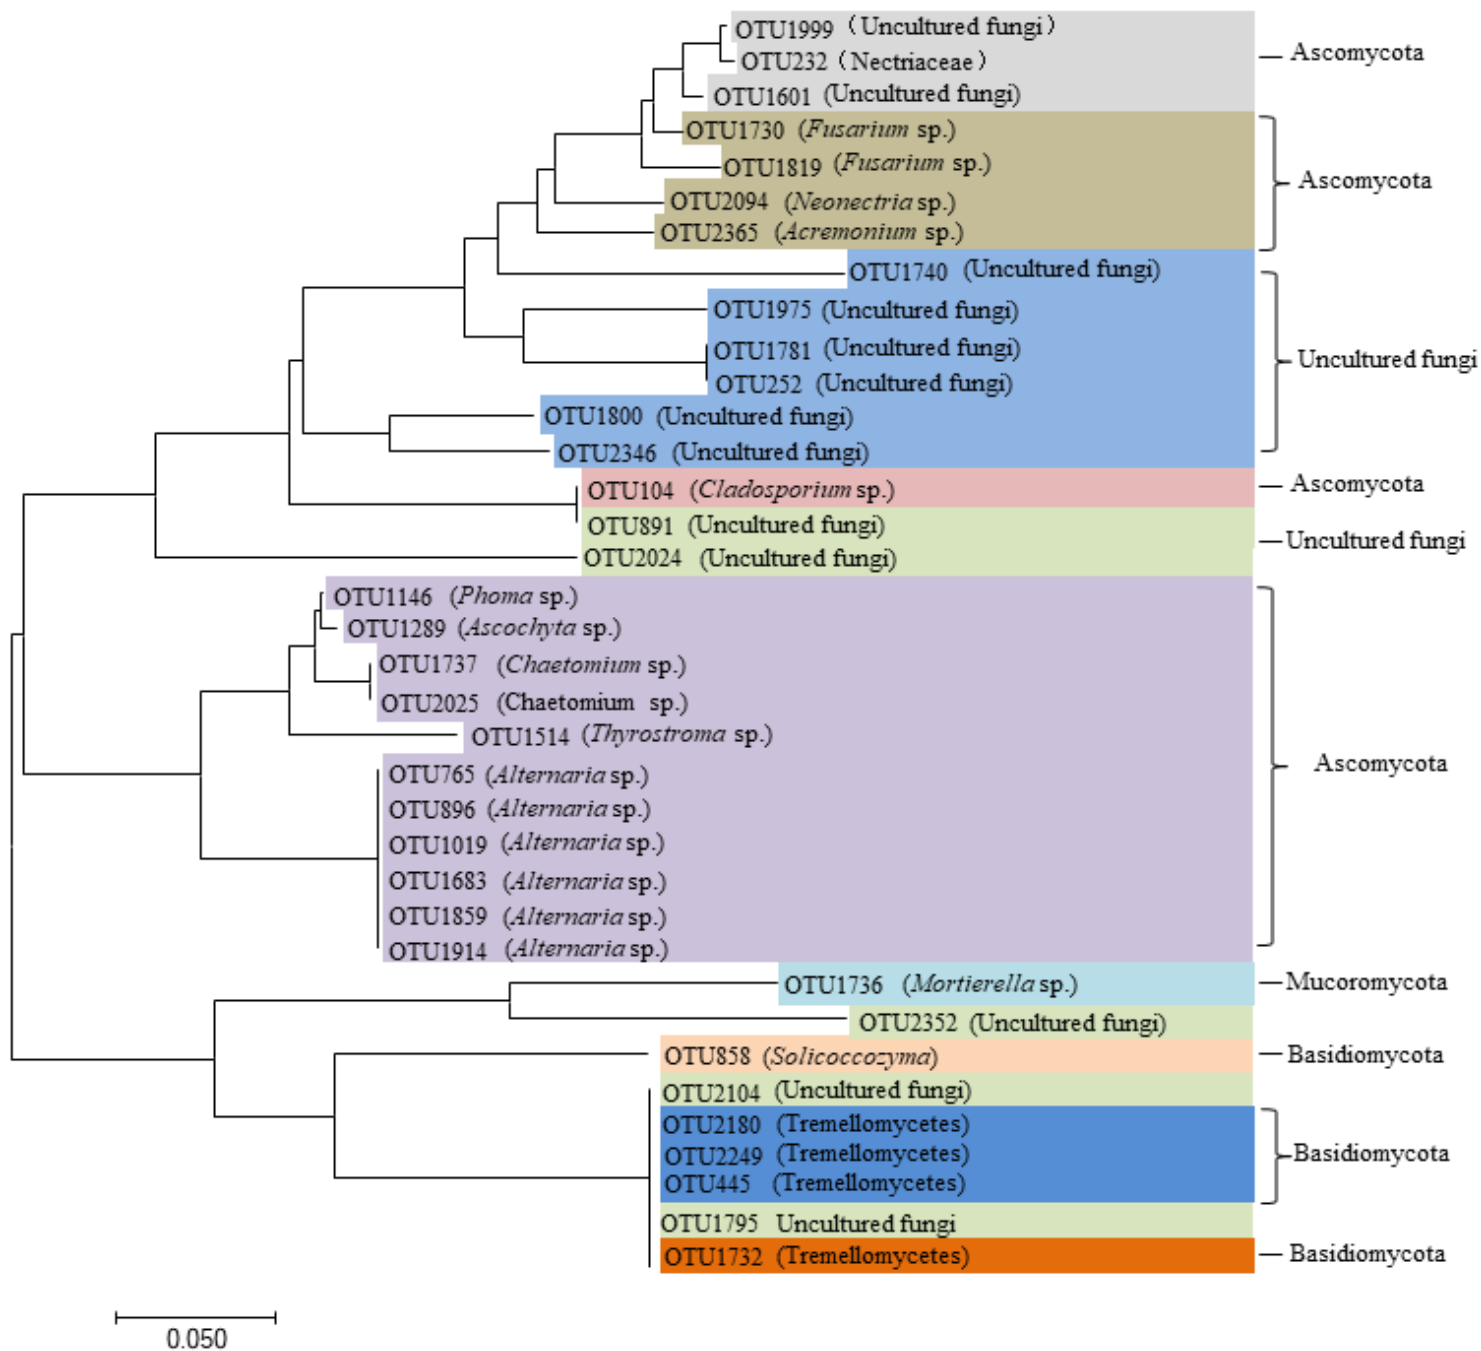 OTU1999 （Uncultured fungi）
OTU232（Nectriaceae）
Ascomycota
OTU1601 (Uncultured fungi)
OTU1730 (Fusarium sp.)
OTU1819 (Fusarium sp.)
Ascomycota
OTU2094 (Neonectria sp.)
OTU2365 (Acremonium sp.)
OTU1740 (Uncultured fungi)
OTU1975 (Uncultured fungi)
OTU1781 (Uncultured fungi)
Uncultured fungi
OTU252 (Uncultured fungi)
OTU1800 (Uncultured fungi)
OTU2346 (Uncultured fungi)
OTU104 (Cladosporium sp.)
Ascomycota
OTU891 (Uncultured fungi)
Uncultured fungi
OTU2024 (Uncultured fungi)
OTU1146 (Phoma sp.)
OTU1289 (Ascochyta sp.)
OTU1737 (Chaetomium sp.)
OTU2025 (Chaetomium sp.)
OTU1514 (Thyrostroma sp.)
Ascomycota
OTU765 (Alternaria sp.)
OTU896 (Alternaria sp.)
OTU1019 (Alternaria sp.)
OTU1683 (Alternaria sp.)
OTU1859 (Alternaria sp.)
OTU1914 (Alternaria sp.)
OTU1736 (Mortierella sp.)
Mucoromycota
OTU2352 (Uncultured fungi)
OTU858 (Solicoccozyma)
Basidiomycota
OTU2104 (Uncultured fungi)
OTU2180 (Tremellomycetes)
OTU2249 (Tremellomycetes)
Basidiomycota
OTU445 (Tremellomycetes)
OTU1795 Uncultured fungi
OTU1732 (Tremellomycetes)
Basidiomycota
0.050